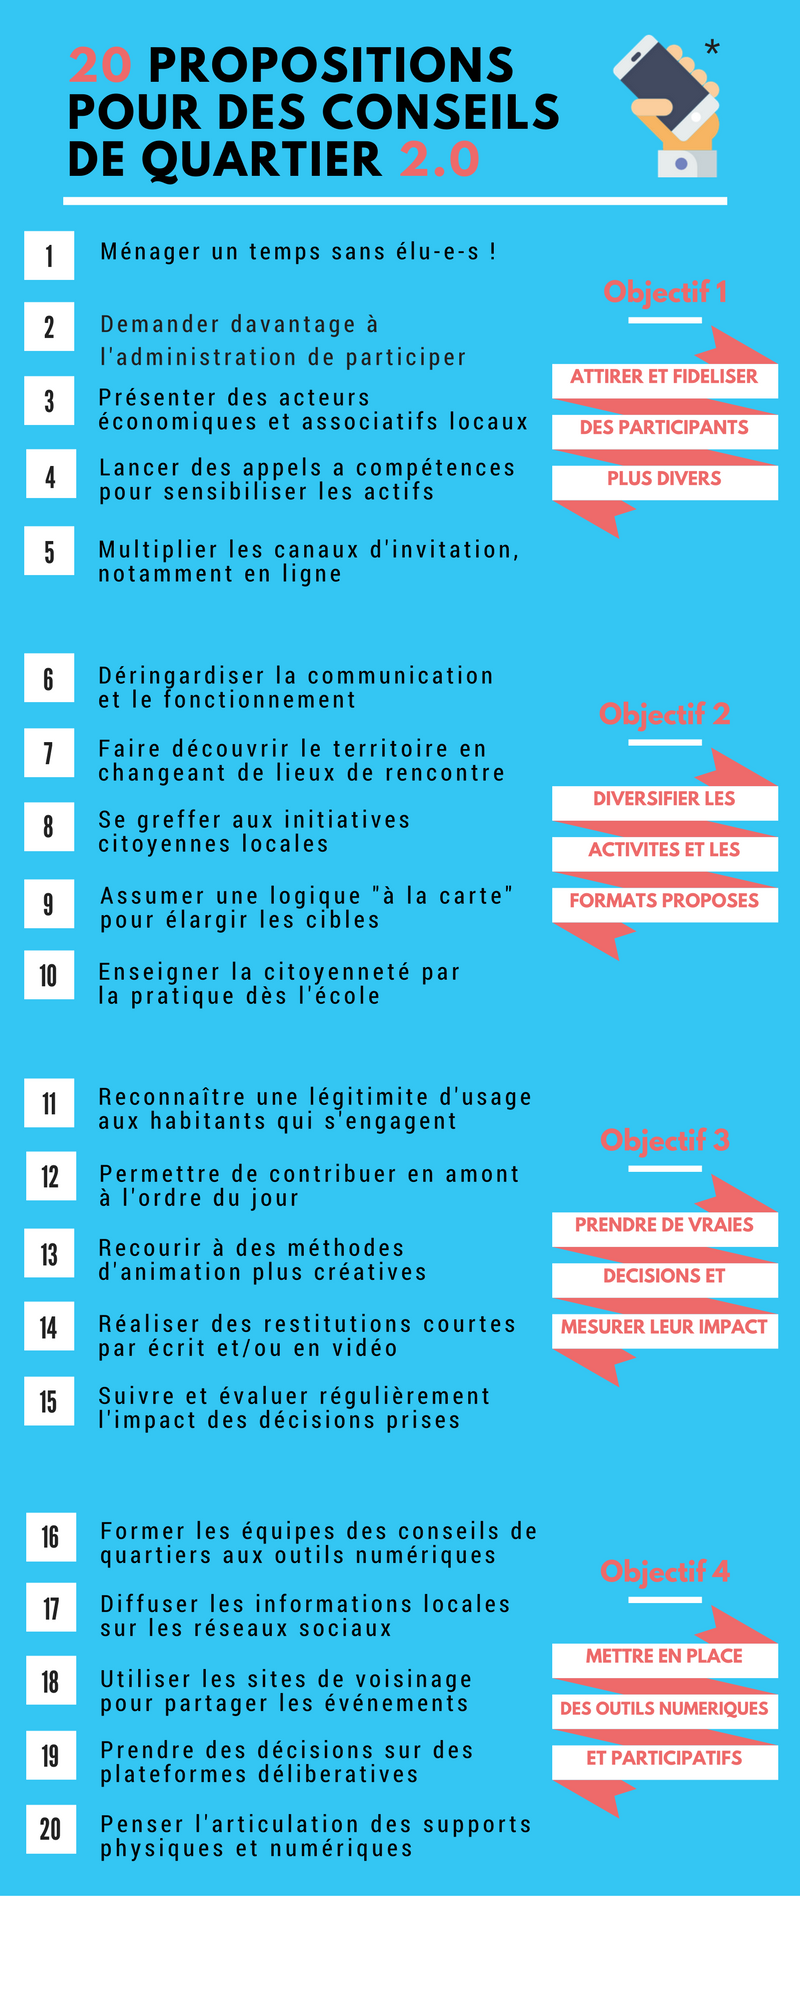 20 PROPOSITIONS
POUR DES CONSEILS
DE QUARTIER 2.0
*
1
Ménager un temps sans élu-e-s !
2
Demander davantage à
l'administration de participer
3
Présenter des acteurs
économiques et associatifs locaux
4
Lancer des appels a compétences
pour sensibiliser les actifs
5
Multiplier les canaux d'invitation,
notamment en ligne
Objectif 1
ATTIRER ET FIDELISER
DES PARTICIPANTS
PLUS DIVERS
6
Déringardiser la communication
et le fonctionnement
7
Faire découvrir le territoire en
changeant de lieux de rencontre
8
Se greffer aux initiatives
citoyennes locales
9
Assumer une logique "à la carte"
pour élargir les cibles
10
Enseigner la citoyenneté par
la pratique dès l'école
Objectif 2
DIVERSIFIER LES
ACTIVITES ET LES
FORMATS PROPOSES
11
Reconnaître une légitimite d'usage
aux habitants qui s'engagent
12
Permettre de contribuer en amont
à l'ordre du jour
13
Recourir à des méthodes
d'animation plus créatives
14
Réaliser des restitutions courtes
par écrit et/ou en vidéo
15
Suivre et évaluer régulièrement
l'impact des décisions prises
Objectif 3
PRENDRE DE VRAIES
DECISIONS ET
MESURER LEUR IMPACT
16
Former les équipes des conseils de
quartiers aux outils numériques
17
Diffuser les informations locales
sur les réseaux sociaux
18
Utiliser les sites de voisinage
pour partager les événements
19
Prendre des décisions sur des
plateformes déliberatives
20
Penser l'articulation des supports
physiques et numériques
Objectif 4
METTRE EN PLACE
DES OUTILS NUMERIQUES
ET PARTICIPATIFS